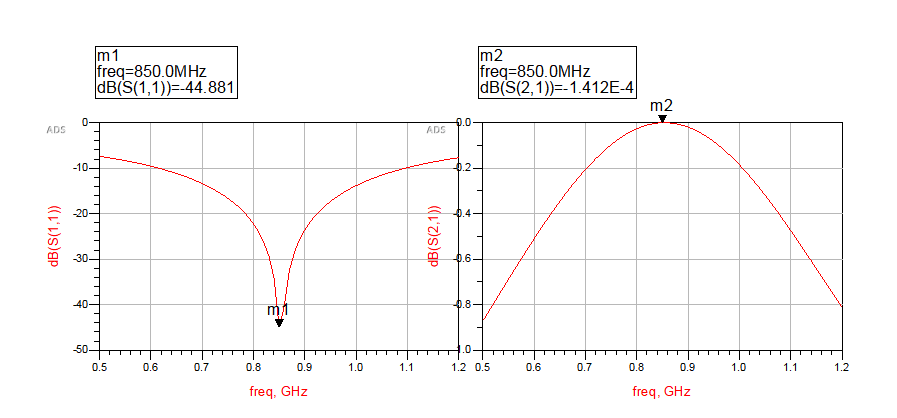 m1
freq=850.0MHz
dB(S(1,1))=-44.881
m2
freq=850.0MHz
dB(S(2,1))=-1.412E-4
ADS
0
-10
-20
-30
-40
-50
dB(S(1,1))
m1
0.5
0.6
0.7
0.8
0.9
1.0
1.1
1.2
freq, GHz
ADS
m2
0.0
-0.2
-0.4
-0.6
-0.8
-1.0
dB(S(2,1))
0.5
0.6
0.7
0.8
0.9
1.0
1.1
1.2
freq, GHz